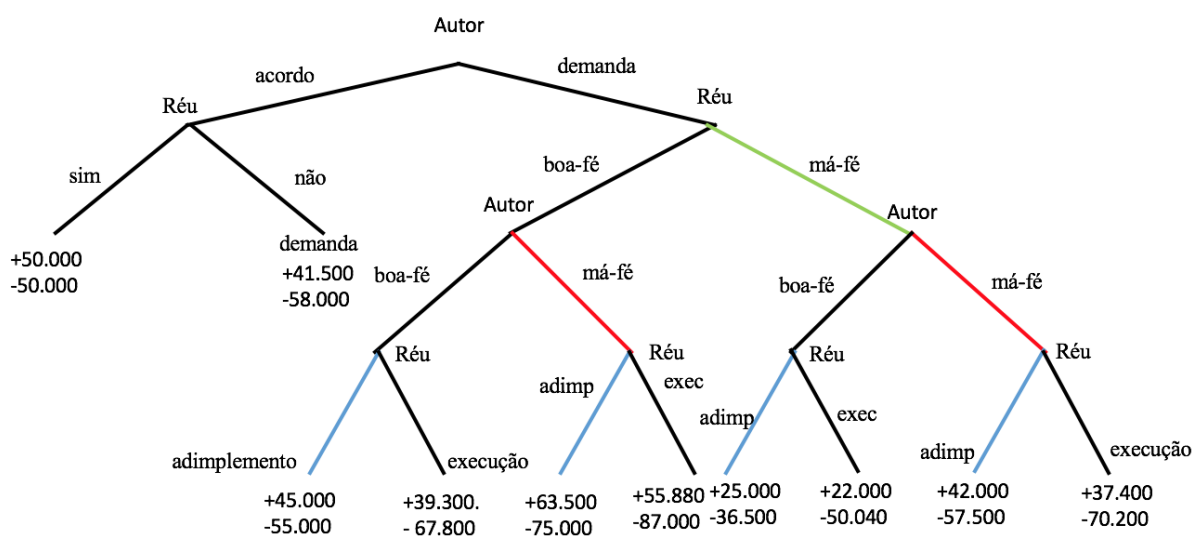 Autor
acordo
demanda
Réu
Réu
sim
não
boa-fé
má-fé
Autor
Autor
+50.000
-50.000
demanda
+41.500
-58.000
boa-fé
má-fé
boa-fé
má-fé
Réu
Réu
Réu
Réu
adimp
exec
adimp
exec
adimplemento
execução
adimp
execução
+45.000
-55.000
+39.300.
- 67.800
+63.500
-75.000
+55.880
-87.000
+25.000
-36.500
+22.000
-50.040
+42.000
-57.500
+37.400
-70.200